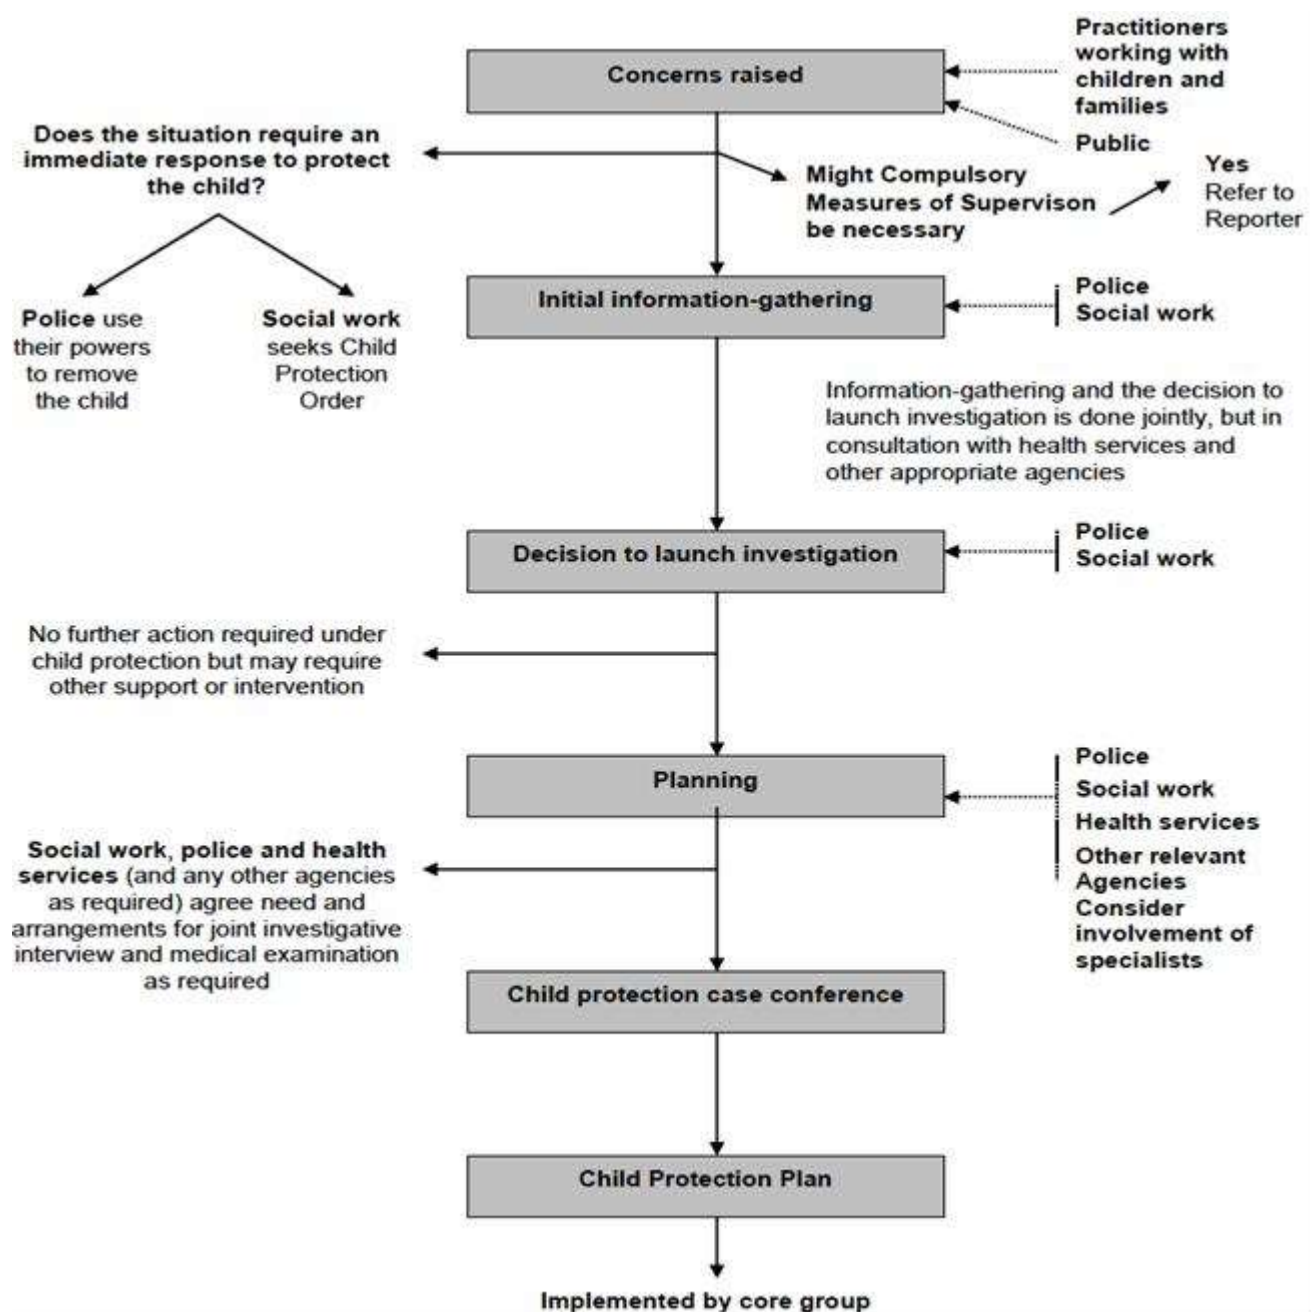 Concerns raised
Practitioners
working with
children and
families
Public
Does the situation require an
immediate response to protect
the child?
Might Compulsory
Measures of Supervison
be necessary
Yes
Refer to
Reporter
Police use
their powers
to remove
the child
Social work
seeks Child
Protection
Order
Initial information-gathering
Police
Social work
Information-gathering and the decision to
launch investigation is done jointly, but in
consultation with health services and
other appropriate agencies
Decision to launch investigation
Police
Social work
No further action required under
child protection but may require
other support or intervention
Planning
Police
Social work
Health services
Other relevant
Agencies
Consider
involvement of
specialists
Social work, police and health
services (and any other agencies
as required) agree need and
arrangements for joint investigative
interview and medical examination
as required
Child protection case conference
Child Protection Plan
Implemented by core group